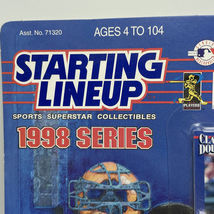 Asst. No. 71320
AGES 4 TO 104
STARTING
LINEUP
SPORTS SUPERSTAR COLLECTIBLES
1998 SERIES
PLAYERS